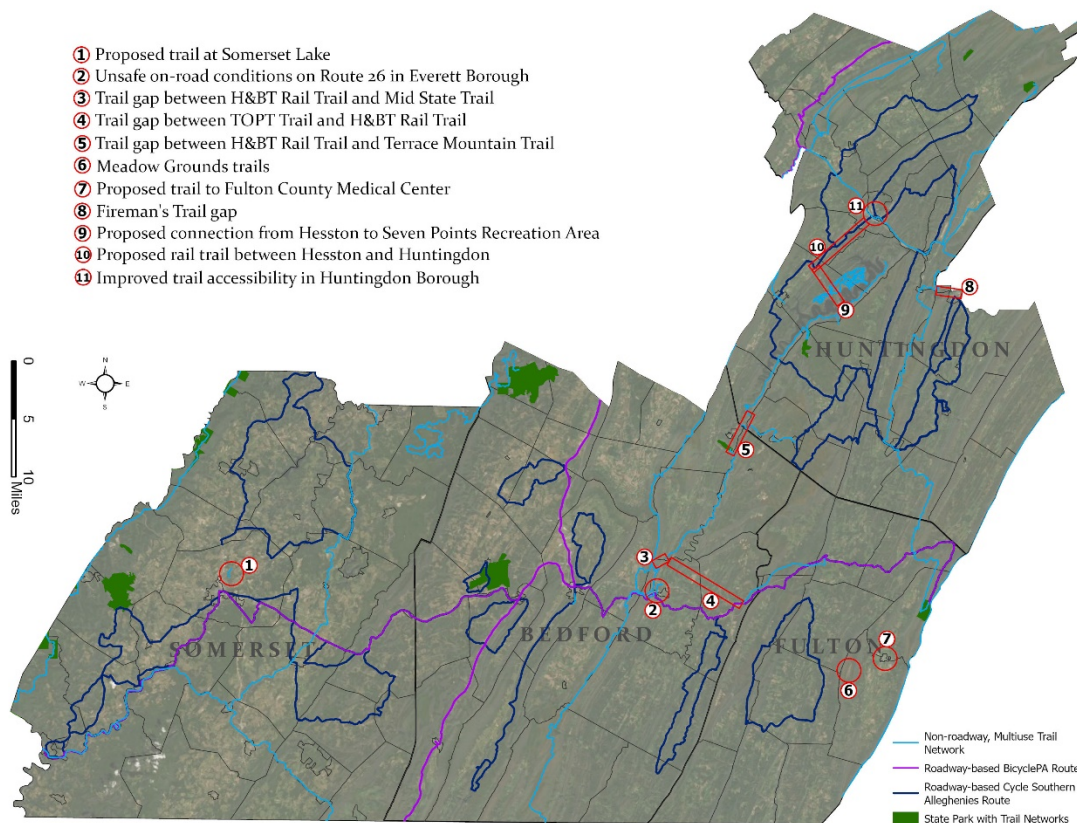 ① Proposed trail at Somerset Lake
② Unsafe on-road conditions on Route 26 in Everett Borough
③ Trail gap between H&BT Rail Trail and Mid State Trail
④ Trail gap between TOPT Trail and H&BT Rail Trail
⑤ Trail gap between H&BT Rail Trail and Terrace Mountain Trail
⑥ Meadow Grounds trails
⑦ Proposed trail to Fulton County Medical Center
⑧ Fireman's Trail gap
⑨ Proposed connection from Hesston to Seven Points Recreation Area
⑩ Proposed rail trail between Hesston and Huntingdon
⑪ Improved trail accessibility in Huntingdon Borough
11
10
8
9
HUNTINGDON
0
5
10
Miles
N
W E
S
5
3
1
4
2
BEDFORD
SOMERSET
FULTON
7
6
Non-roadway, Multiuse Trail
Network
Roadway-based BicyclePA Route
Roadway-based Cycle Southern
Alleghenies Route
State Park with Trail Networks